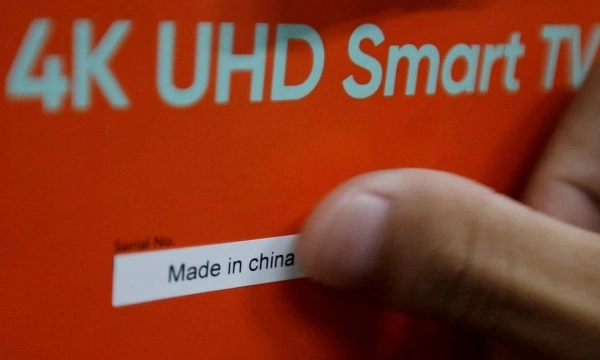 4K UHD Smart TV
Serial No.
Made in china